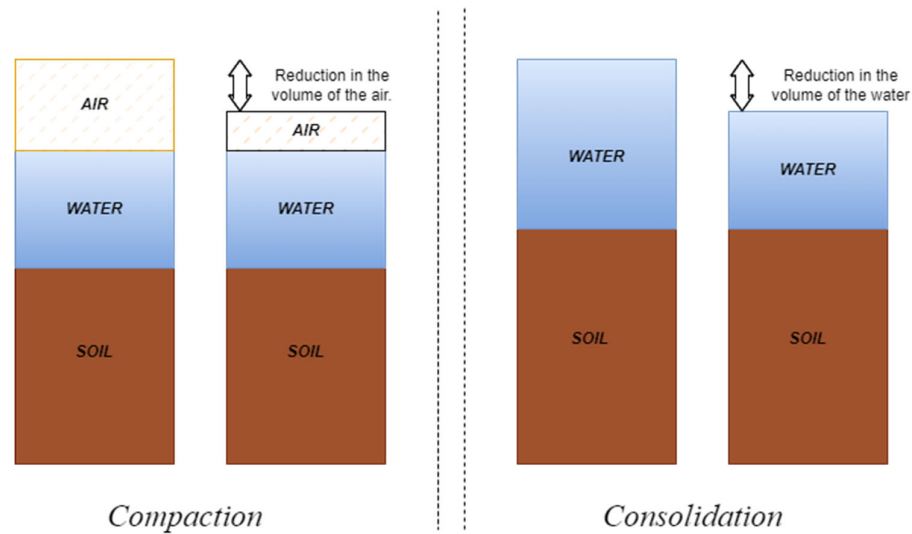 AIR
WATER
SOIL
Reduction in the
volume of the air.
AIR
WATER
SOIL
Compaction
WATER
SOIL
Reduction in the
volume of the water
WATER
SOIL
Consolidation